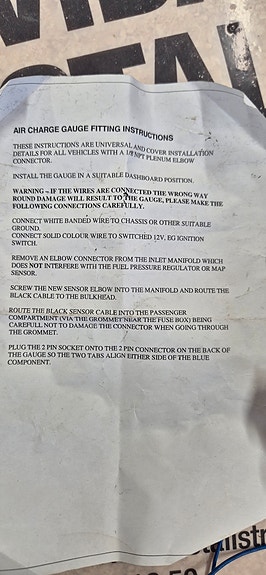 AIR CHARGE GAUGE FITTING INSTRUCTIONS
THESE INSTRUCTIONS ARE UNIVERSAL AND COVER INSTALLATION
DETAILS FOR ALL VEHICLES WITH A 1/8 NPT PLENUM ELBOW
CONNECTOR.
INSTALL THE GAUGE IN A SUITABLE DASHBOARD POSITION.
WARNING – IF THE WIRES ARE CONNECTED THE WRONG WAY
ROUND DAMAGE WILL RESULT TO THE GAUGE, PLEASE MAKE THE
FOLLOWING CONNECTIONS CAREFULLY.
CONNECT WHITE BANDED WIRE TO CHASSIS OR OTHER SUITABLE
GROUND.
CONNECT SOLID COLOUR WIRE TO SWITCHED 12V, EG IGNITION
SWITCH.
REMOVE AN ELBOW CONNECTOR FROM THE INLET MANIFOLD WHICH
DOES NOT INTERFERE WITH THE FUEL PRESSURE REGULATOR OR MAP
SENSOR.
SCREW THE NEW SENSOR ELBOW INTO THE MANIFOLD AND ROUTE THE
BLACK CABLE TO THE BULKHEAD.
ROUTE THE BLACK SENSOR CABLE INTO THE PASSENGER
COMPARTMENT (VIA THE GROMMET NEAR THE FUSE BOX) BEING
CAREFULL NOT TO DAMAGE THE CONNECTOR WHEN GOING THROUGH
THE GROMMET.
PLUG THE 2 PIN SOCKET ONTO THE 2 PIN CONNECTOR ON THE BACK OF
THE GAUGE SO THE TWO TABS ALIGN EITHER SIDE OF THE BLUE
COMPONENT.